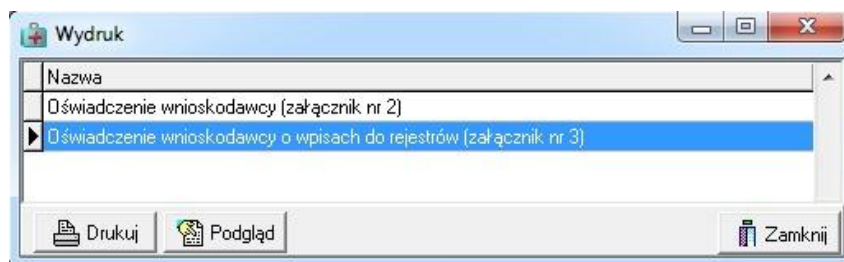 Wydruk
Nazwa
Oświadczenie wnioskodawcy (załącznik nr 2)
Oświadczenie wnioskodawcy o wpisach do rejestrów (załącznik nr 3)
Drukuj Podgląd Zamknij